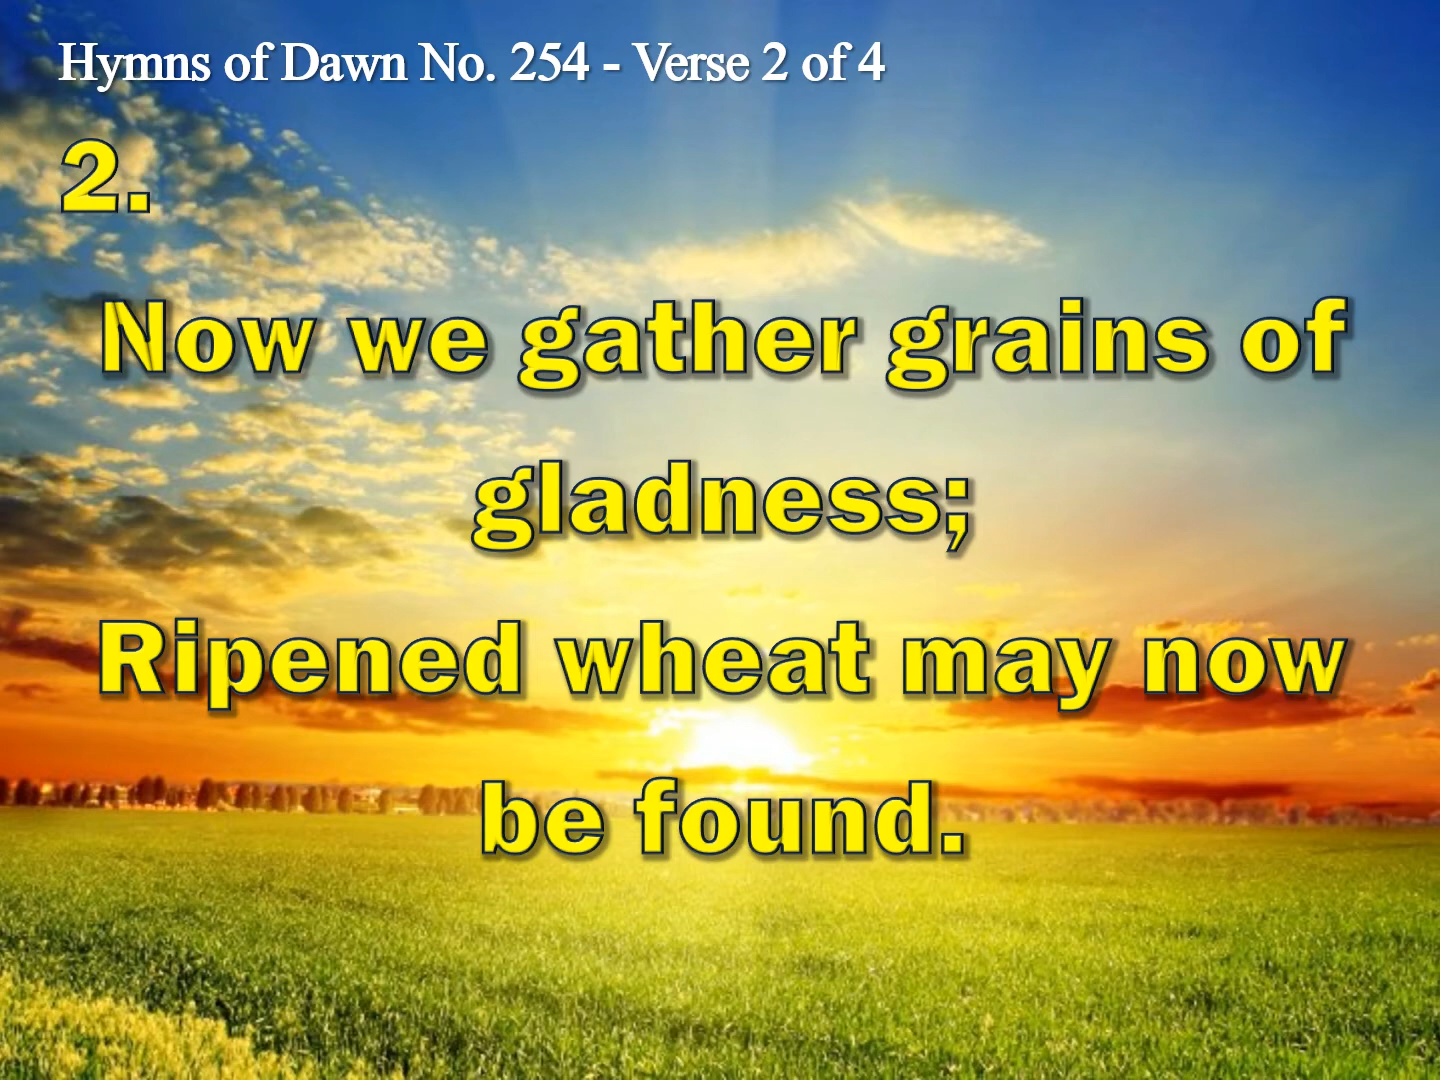 Hymns of Dawn No. 254 - Verse 2 of 4
2.
Now we gather grains of
gladness;
Ripened wheat may now
be found.